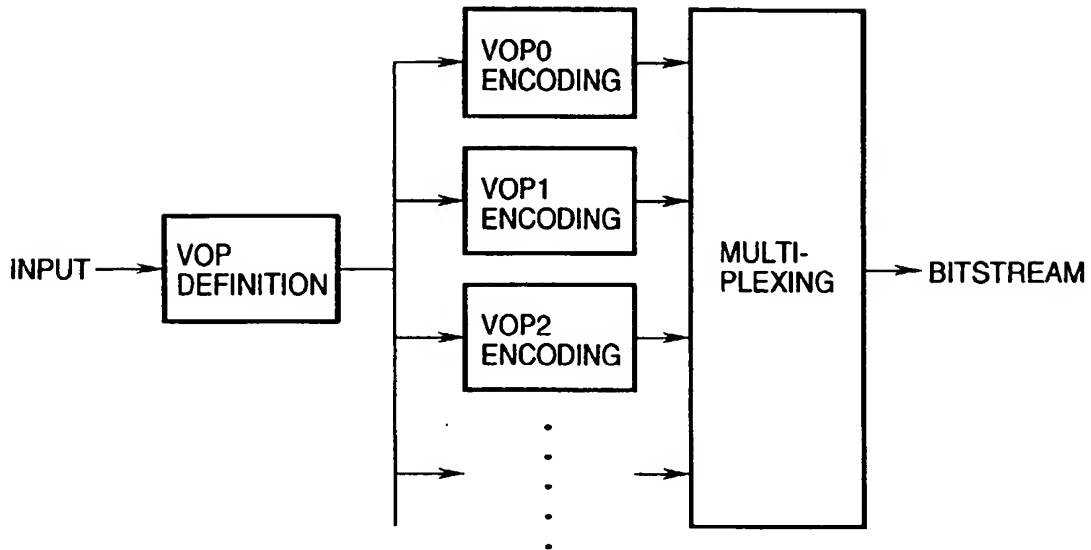 VOP0
ENCODING
VOP1
ENCODING
INPUT
VOP
DEFINITION
MULTI-
PLEXING
BITSTREAM
VOP2
ENCODING